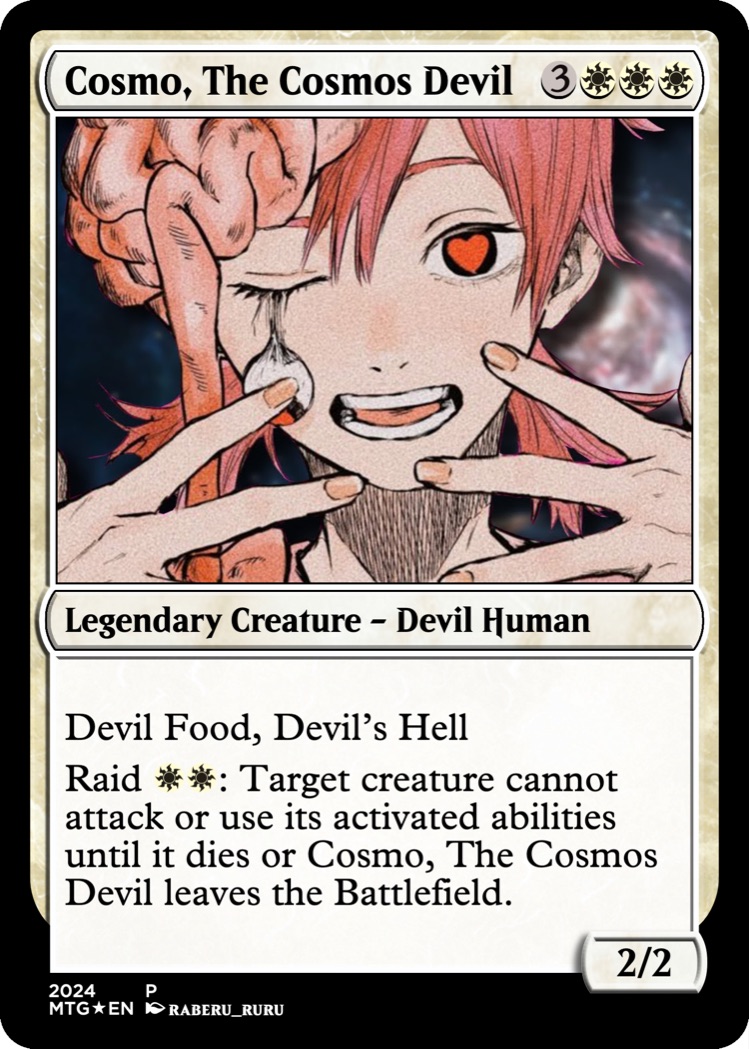 Cosmo, The Cosmos Devil 3
Legendary Creature – Devil Human
Devil Food, Devil's Hell
Raid : Target creature cannot
attack or use its activated abilities
until it dies or Cosmo, The Cosmos
Devil leaves the Battlefield.
2/2
2024 P
MTG★EN RABERU_RURU